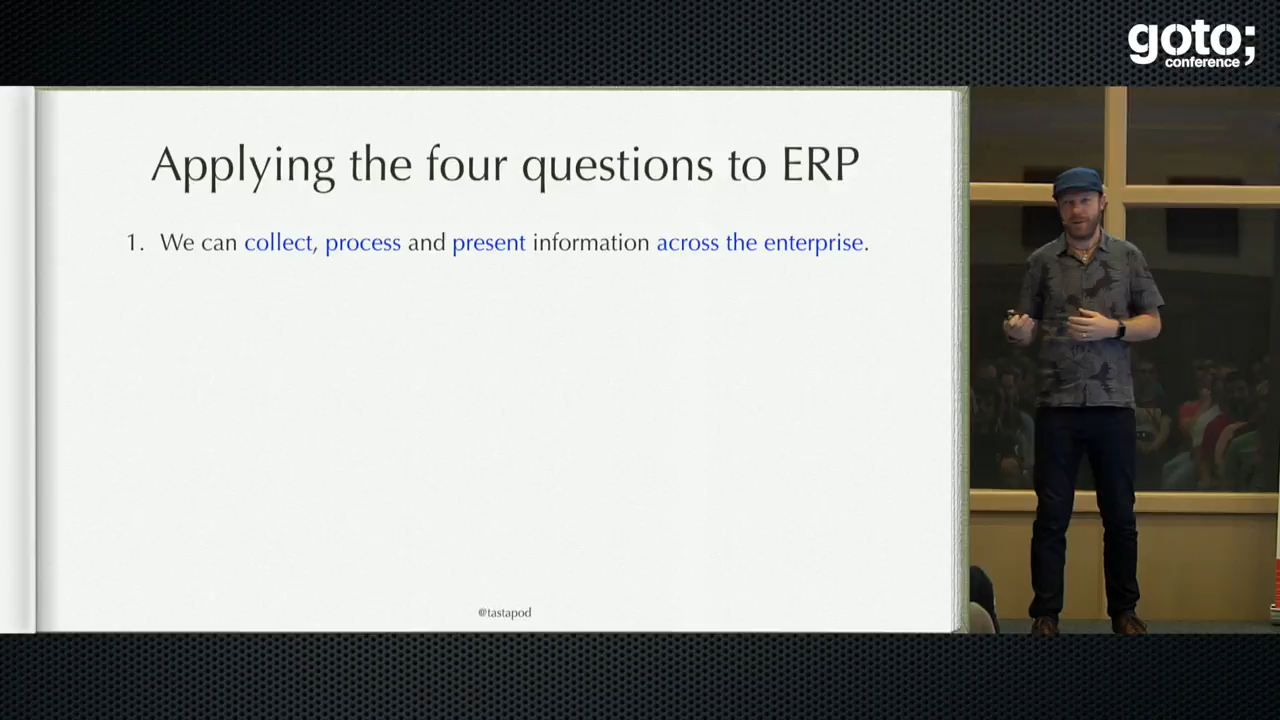 goto;
conference
Applying the four questions to ERP
1. We can collect, process and present information across the enterprise.
@tastapod